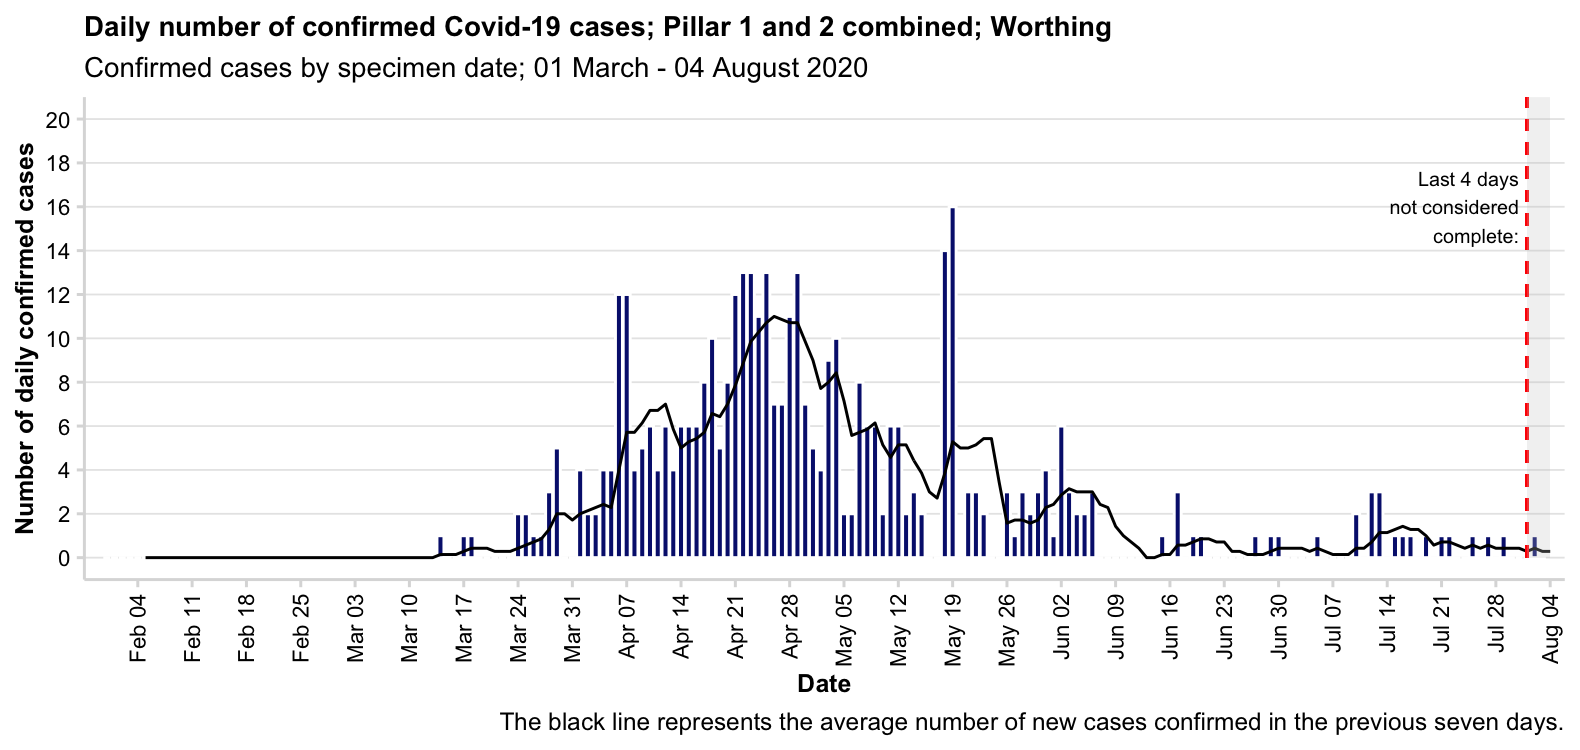 Daily number of confirmed Covid-19 cases; Pillar 1 and 2 combined; Worthing
Confirmed cases by specimen date; 01 March - 04 August 2020
Number of daily confirmed cases
20
18
16
14
12
10
8
6
4
2
0
Last 4 days
not considered
complete:
Feb 04
Feb 11
Feb 18
Feb 25
Mar 03
Mar 10
Mar 17
Mar 24
Mar 31
Apr 07
Apr 14
Apr 21
Apr 28
May 05
May 12
May 19
May 26
Jun 02
Jun 09
Jun 16
Jun 23
Jun 30
Jul 07
Jul 14
Jul 21
Jul 28
Aug 04
Date
The black line represents the average number of new cases confirmed in the previous seven days.